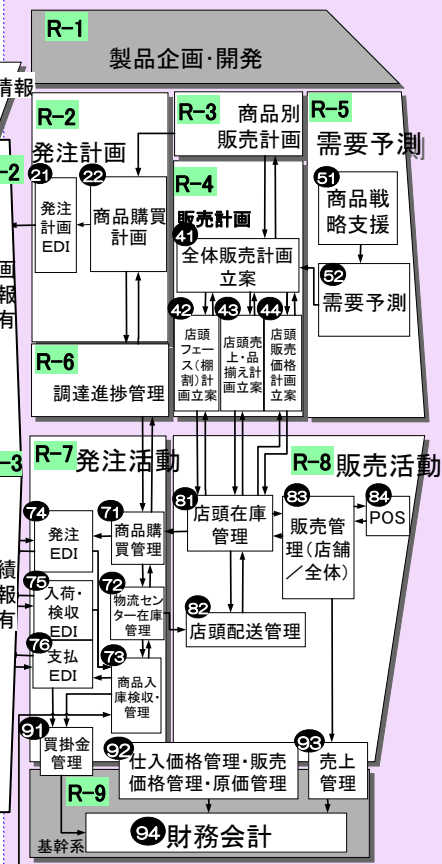 R-1
製品企画･開発
情報
R-2
発注計画
R-3
商品別
販売計画
R-5
需要予測
-2
21
発注
計画
EDI
22
商品購買
計画
R-4
販売計画
41
全体販売計画
立案
51
商品戦
略支援
52
需要予測
画
報
有
42
店頭
フェー
ス(棚
割)計
画立案
43
店頭売
上･品
揃え計
画立案
44
店頭
販売
価格
計画
立案
R-6
調達進捗管理
-3
R-7
発注活動
R-8
販売活動
74
発注
EDI
71
商品購
買管理
81
店頭在庫
管理
83
販売管
理(店舗
／全体)
84
POS
績
報
有
75
入荷･
検収
EDI
72
物流セン
ター在庫
管理
82
店頭配送管理
76
支払
EDI
73
商品入
庫検収･
管理
91
買掛金
管理
92
仕入価格管理･販売
価格管理･原価管理
93
売上
管理
R-9
基幹系
94
財務会計